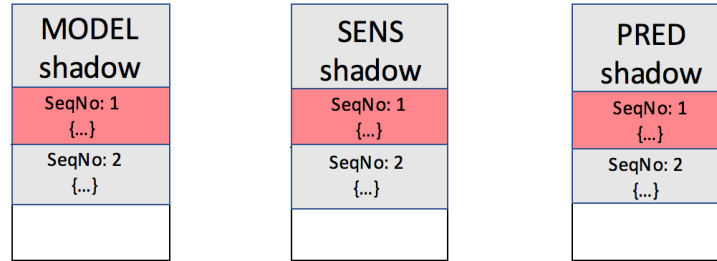 MODEL
shadow
SeqNo: 1
{...}
SeqNo: 2
{...}
SENS
shadow
SeqNo: 1
{...}
SeqNo: 2
{...}
PRED
shadow
SeqNo: 1
{...}
SeqNo: 2
{...}